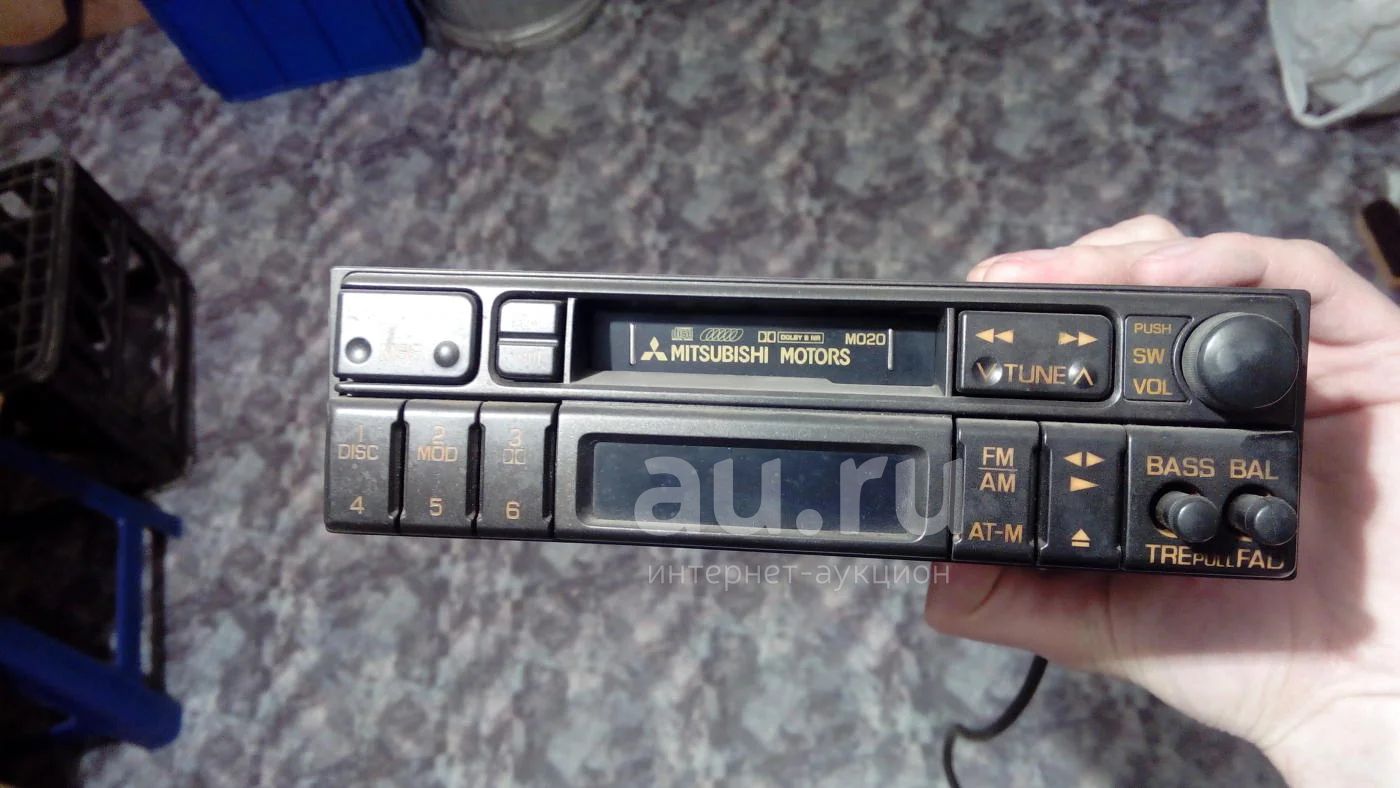 DOLBY B NR M020
MITSUBISHI MOTORS
TUNE
PUSH
SW
VOL
1 2 3
DISC MOD
4 5 6
FM
AM
AT-M
BASS BAL
TRE PULL FAD
au.ru
интернет-аукцион